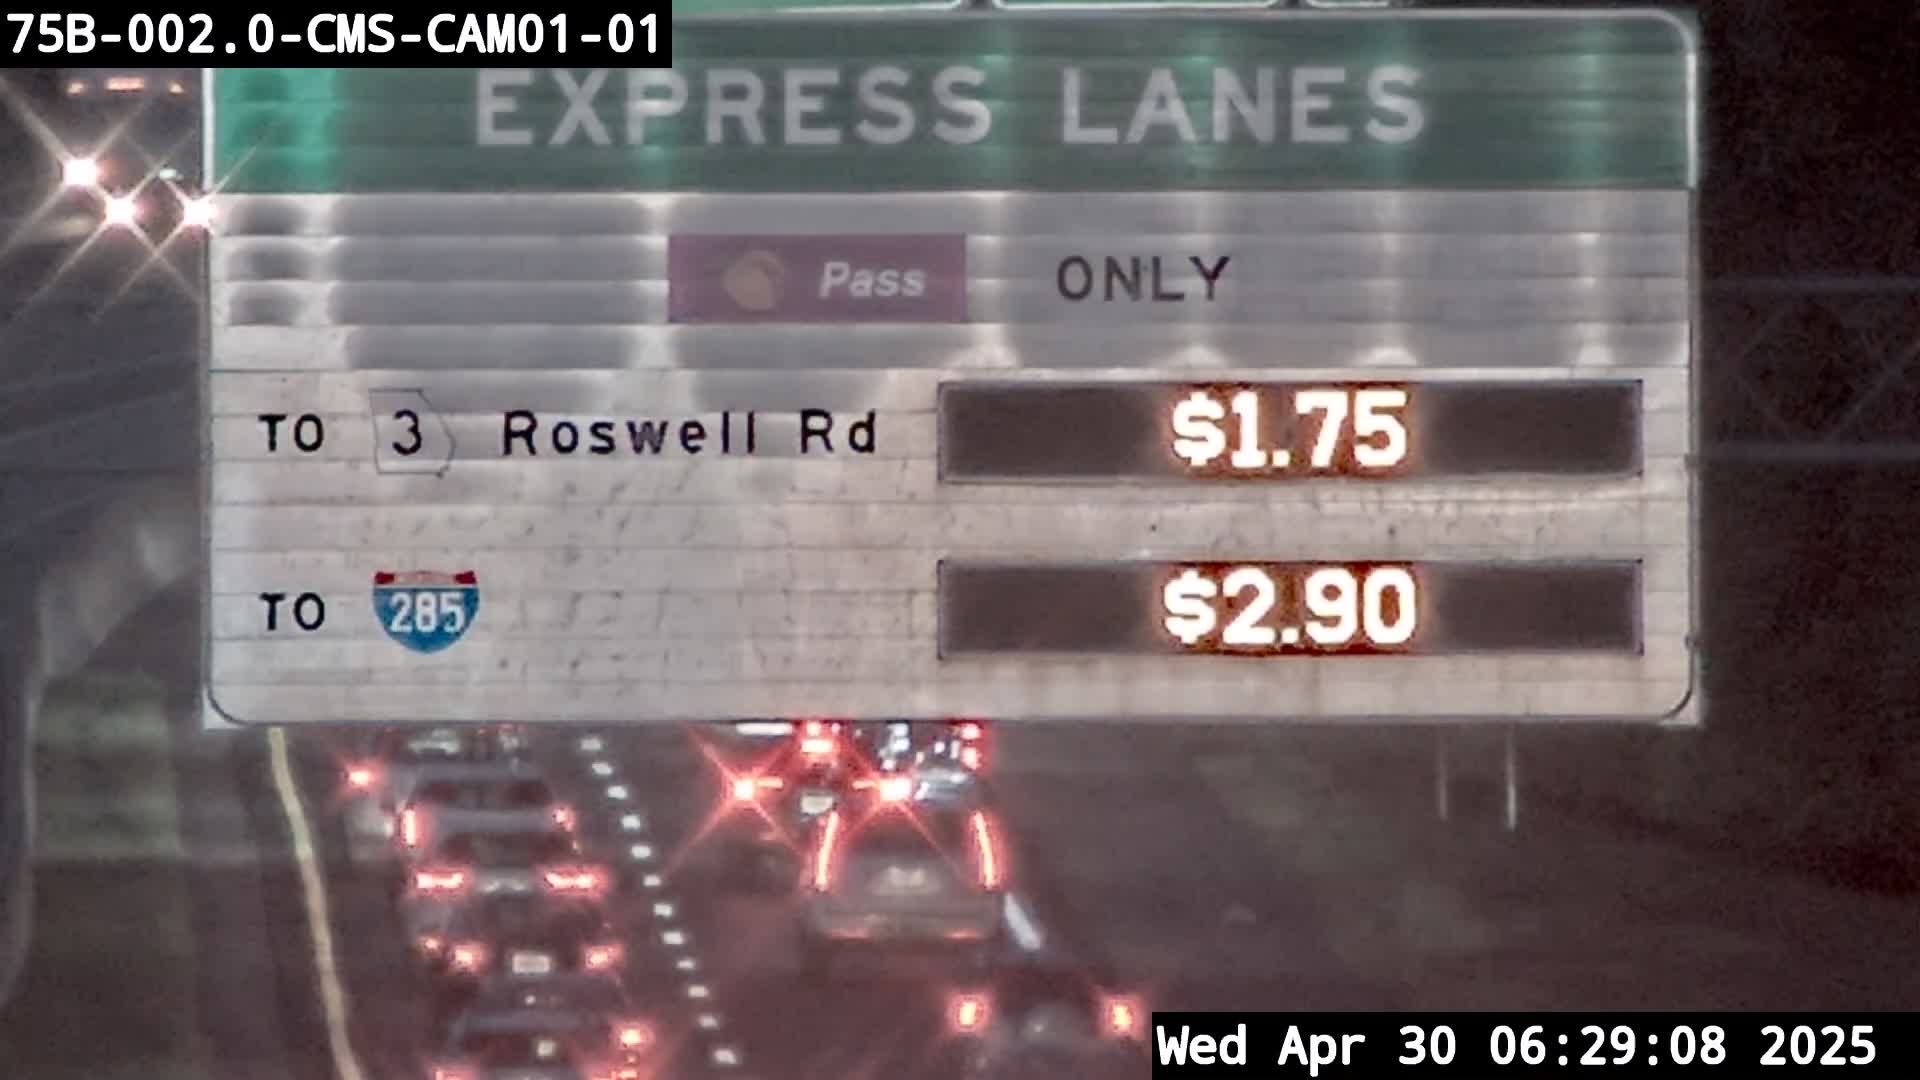 75B-002.0-CMS-CAM01-01
EXPRESS LANES
Pass ONLY
TO 3 Roswell Rd $1.75
TO 285 $2.90
Wed Apr 30 06:29:08 2025